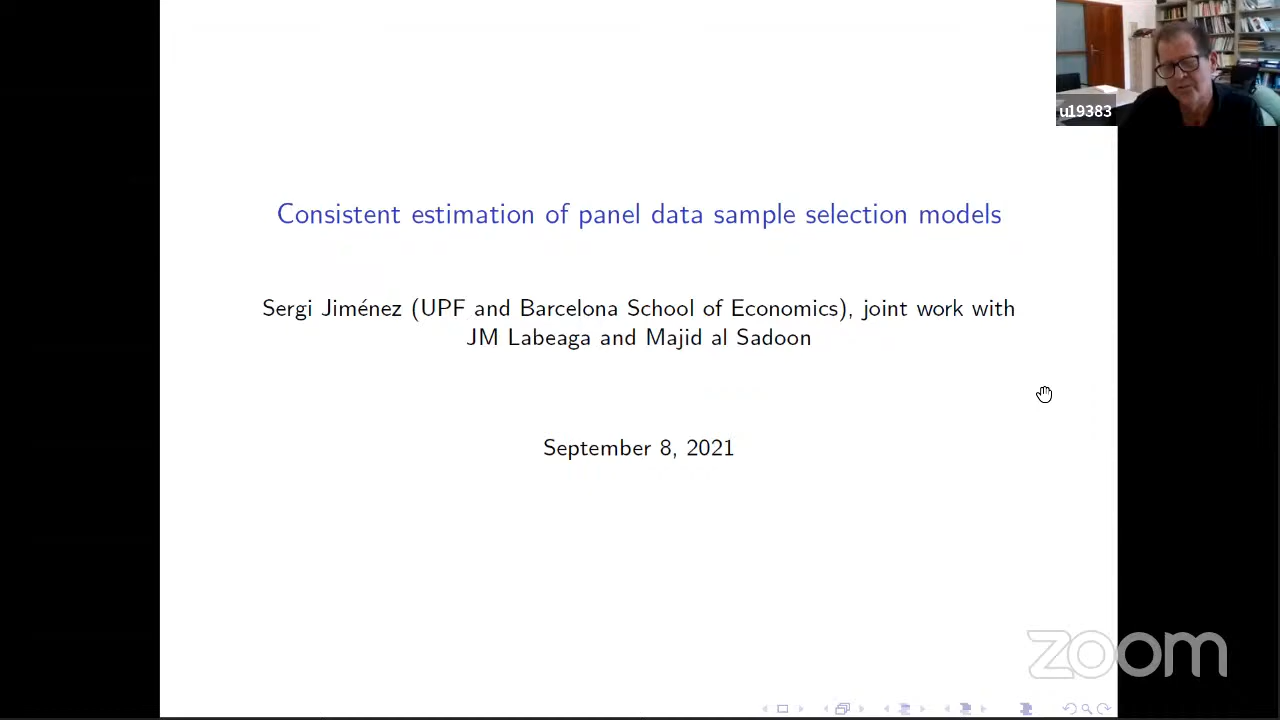 u19383
Consistent estimation of panel data sample selection models
Sergi Jiménez (UPF and Barcelona School of Economics), joint work with
JM Labeaga and Majid al Sadoon
September 8, 2021
zoom